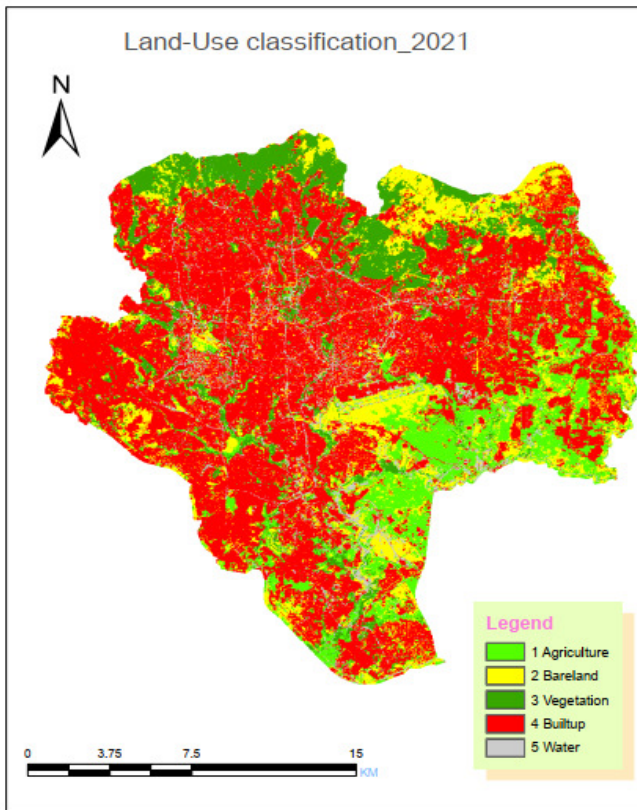 Land-Use classification_2021
N
Legend
1 Agriculture
2 Bareland
3 Vegetation
4 Builtup
5 Water
0 3.75 7.5 15
KM